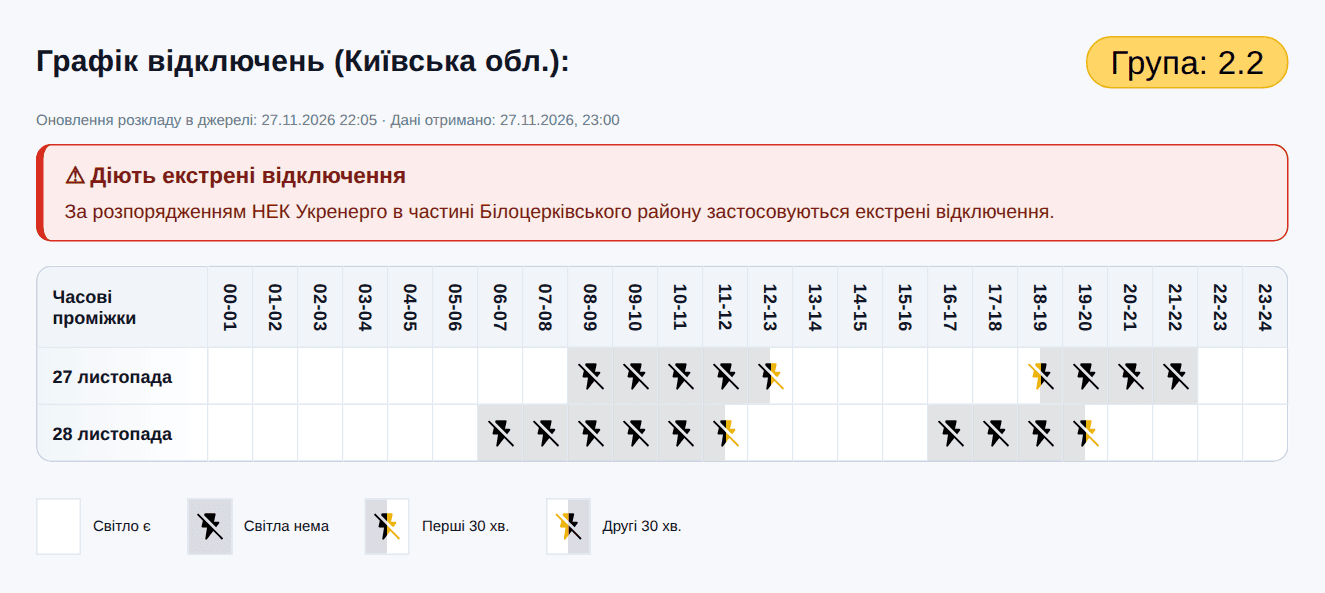 Графік відключень (Київська обл.):
Група: 2.2
Оновлення розкладу в джерелі: 27.11.2026 22:05 · Дані отримано: 27.11.2026, 23:00
⚠ Діють екстрені відключення
За розпорядженням НЕК Укренерго в частині Білоцерківського району застосовуються екстрені відключення.
Часові
проміжки
00-01
01-02
02-03
03-04
04-05
05-06
06-07
07-08
08-09
09-10
10-11
11-12
12-13
13-14
14-15
15-16
16-17
17-18
18-19
19-20
20-21
21-22
22-23
23-24
27 листопада
28 листопада
Світло є
Світла нема
Перші 30 хв.
Другі 30 хв.